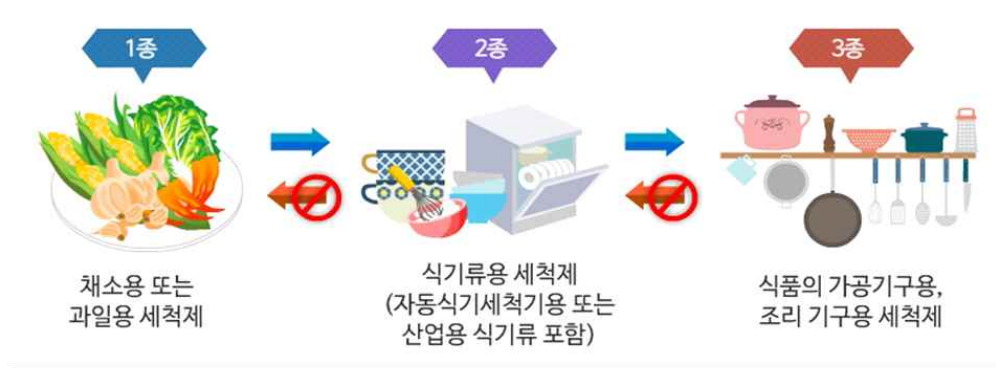 1종
채소용 또는
과일용 세척제
2종
식기류용 세척제
(자동식기세척기용 또는
산업용 식기류 포함)
3종
식품의 가공기구용,
조리 기구용 세척제